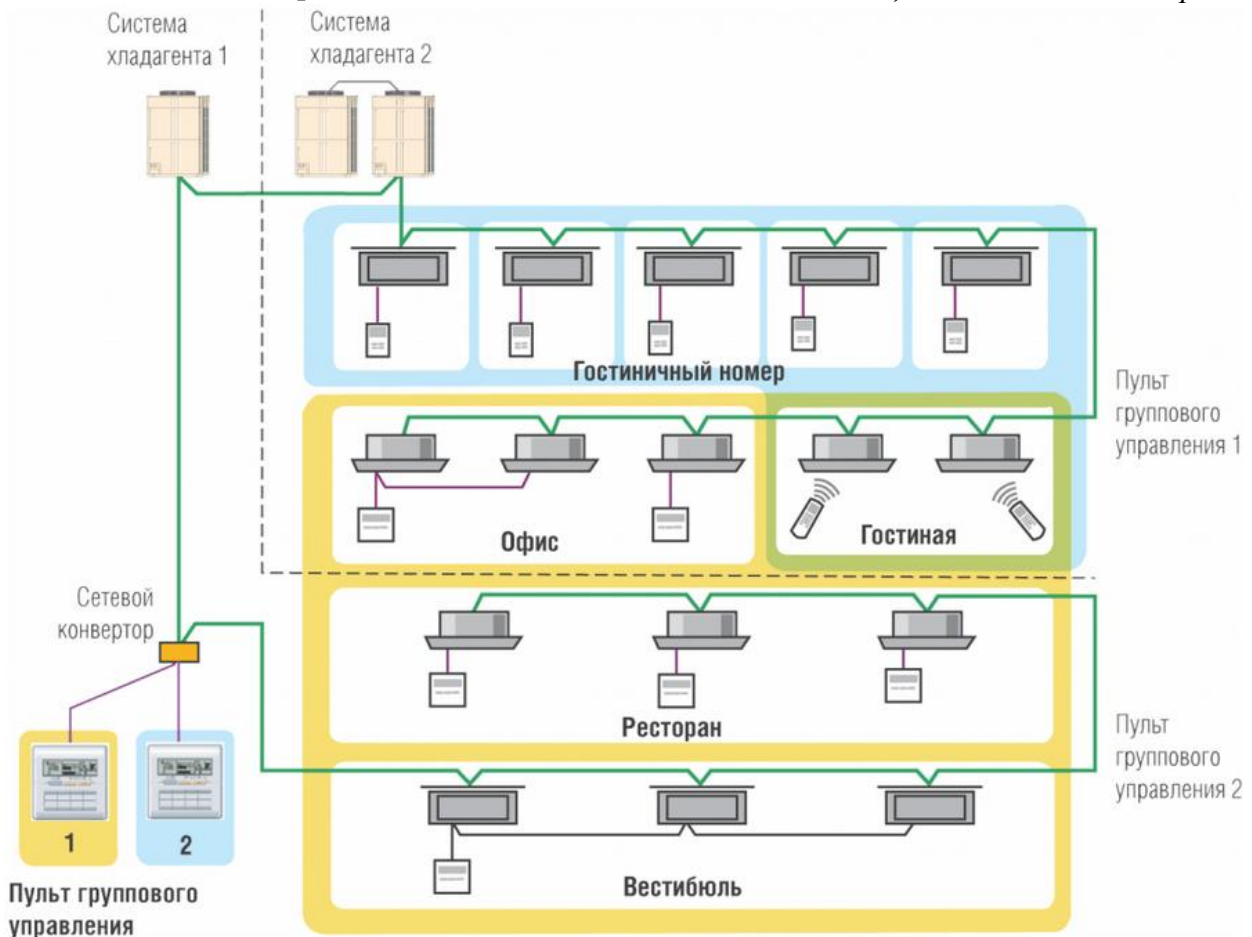 Система
хладагента 1
Система
хладагента 2
Гостиничный номер
Пульт
группового
управления 1
Офис
Гостиная
Сетевой
конвертор
Ресторан
Пульт
группового
управления 2
1
2
Вестибюль
Пульт группового
управления